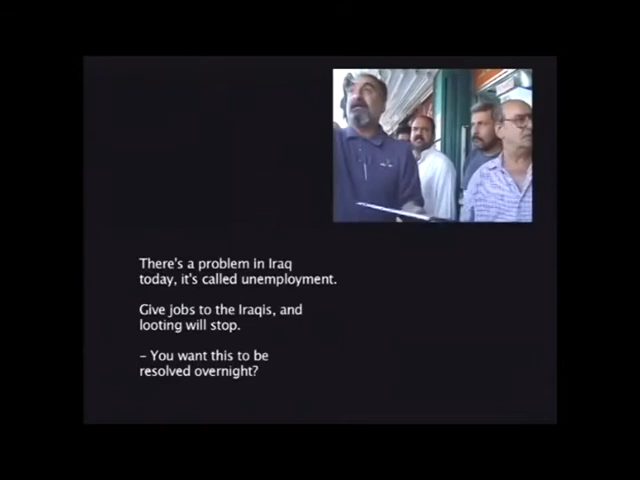 There's a problem in Iraq
today, it's called unemployment.
Give jobs to the Iraqis, and
looting will stop.
– You want this to be
resolved overnight?